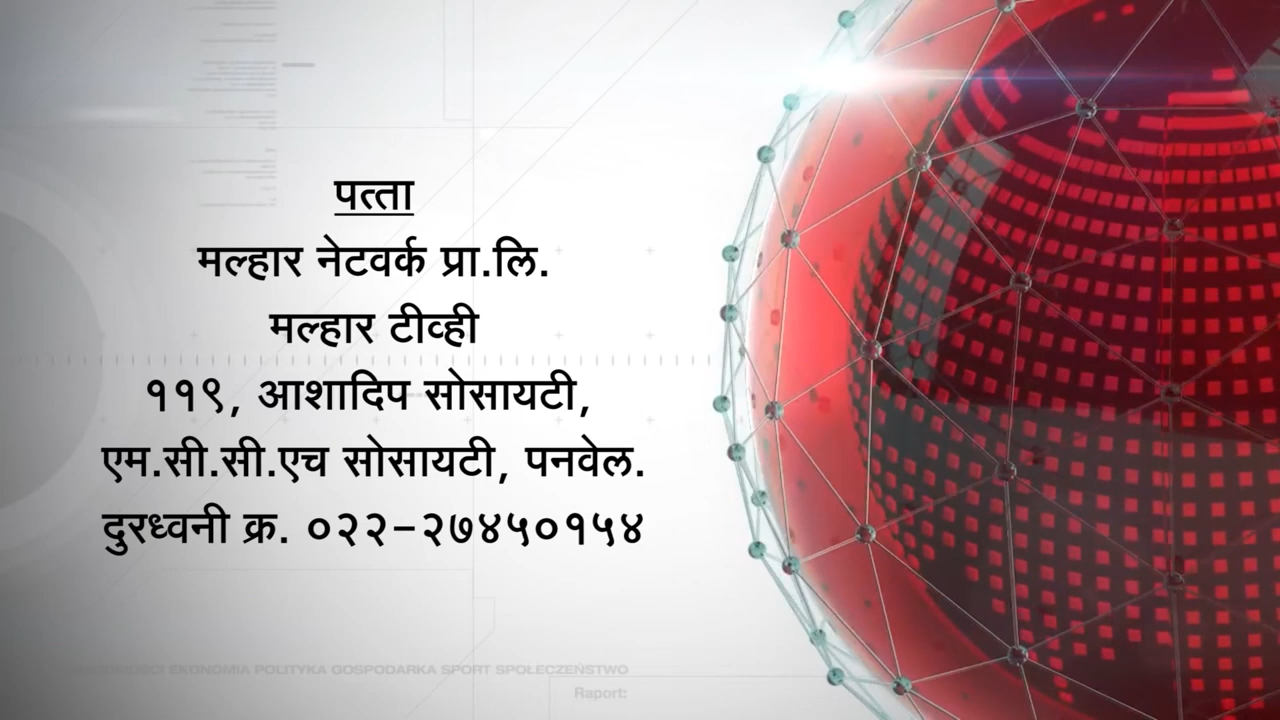 पत्ता
मल्हार नेटवर्क प्रा.लि.
मल्हार टीव्ही
११९, आशादिप सोसायटी,
एम.सी.सी.एच सोसायटी, पनवेल.
दुरध्वनी क्र. ०२२–२७४५०१५४
EKONOMIA POLITYKA GOSPODARKA SPORT SPOŁECZEŃSTWO
Raport: